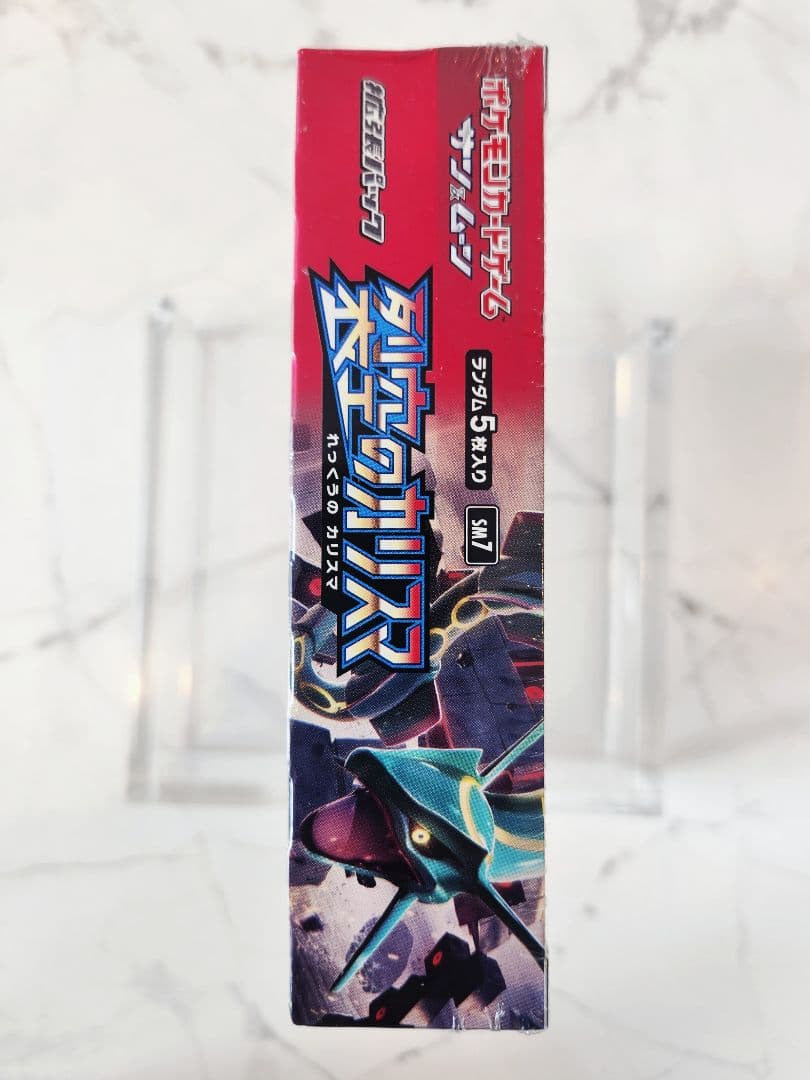 ポケモンカードゲーム
サン&ムーン
拡張パック
裂空のカリスマ
れっくうの カリスマ
ランダム5枚入り
SM7